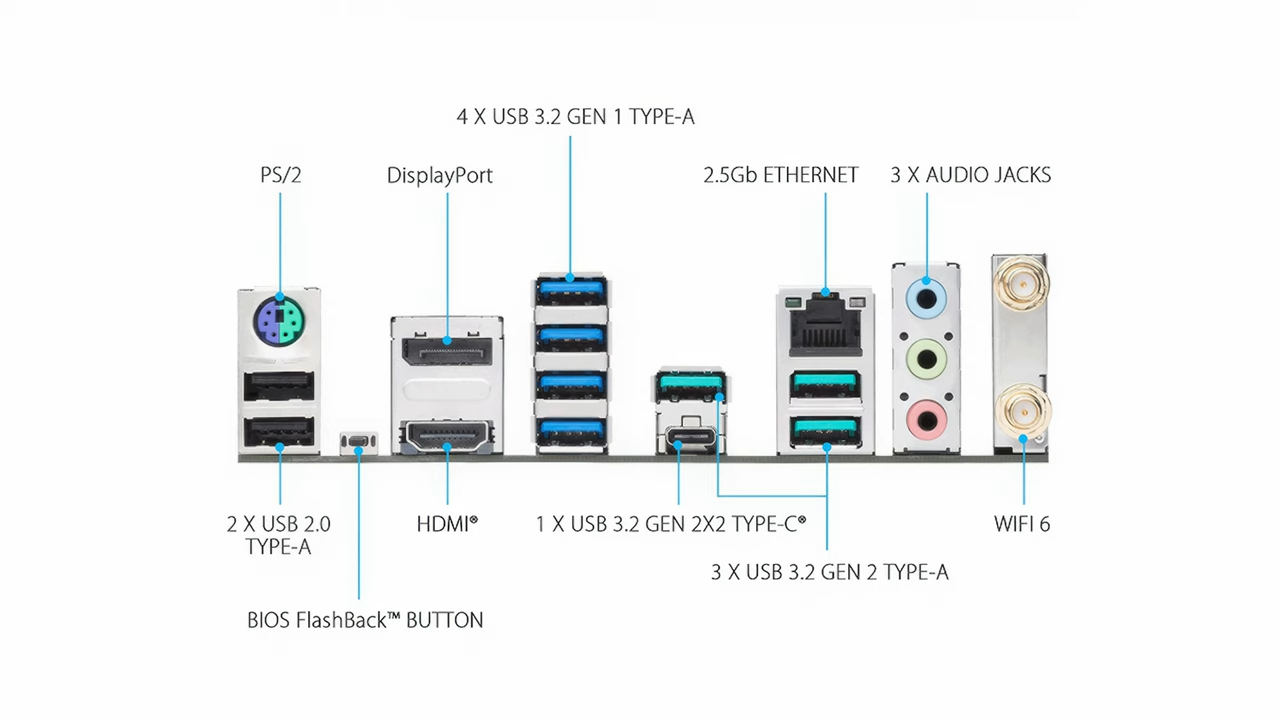 4 X USB 3.2 GEN 1 TYPE-A
PS/2
DisplayPort
2.5Gb ETHERNET
3 X AUDIO JACKS
2 X USB 2.0
TYPE-A
HDMI®
1 X USB 3.2 GEN 2X2 TYPE-C®
WIFI 6
3 X USB 3.2 GEN 2 TYPE-A
BIOS FlashBack™ BUTTON